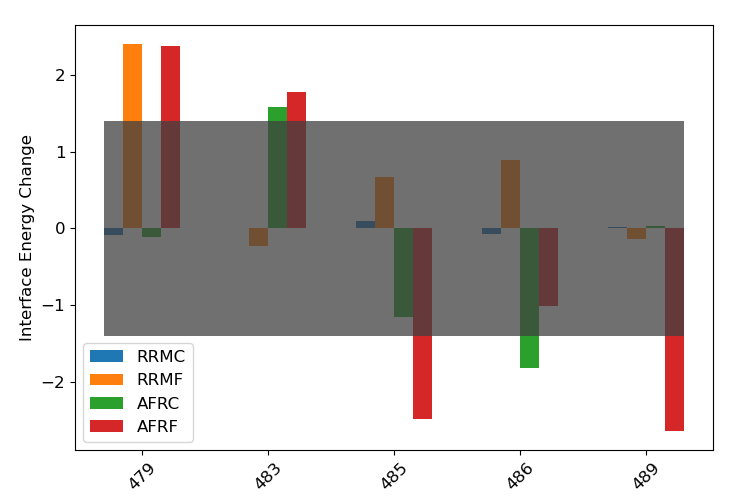 Interface Energy Change
2
1
0
−1
−2
RRMC
RRMF
AFRC
AFRF
479
483
485
486
489